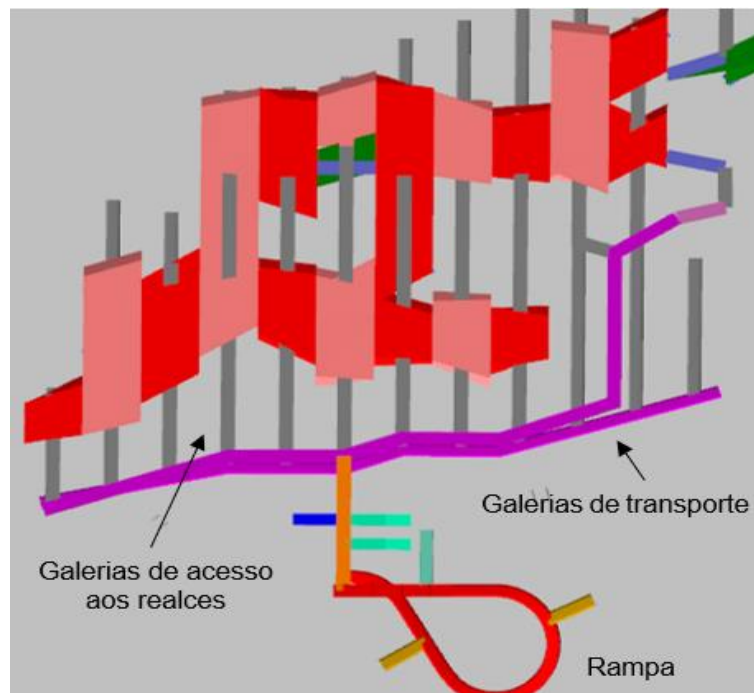 Galerias de transporte
Galerias de acesso
aos realces
Rampa